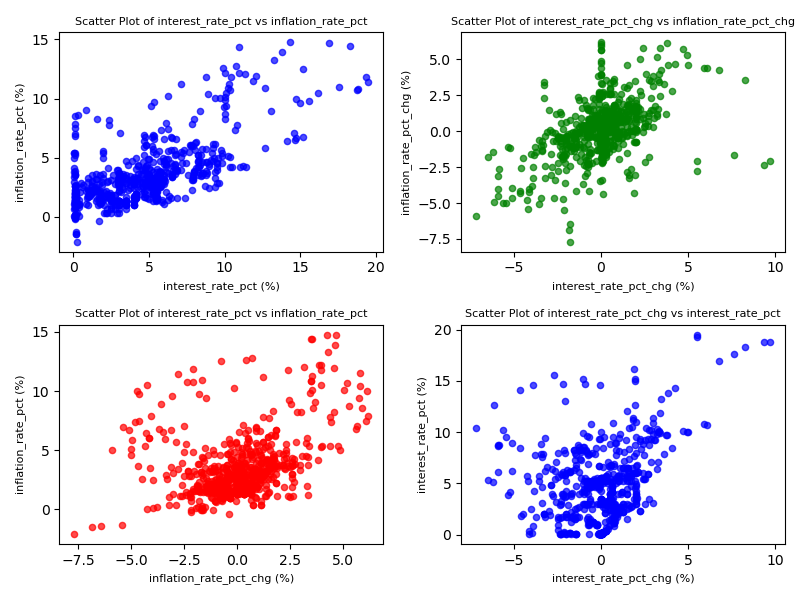 Scatter Plot of interest_rate_pct vs inflation_rate_pct
15
10
5
0
inflation_rate_pct (%)
0 5 10 15 20
interest_rate_pct (%)
Scatter Plot of interest_rate_pct_chg vs inflation_rate_pct_chg
5.0
2.5
0.0
−2.5
−5.0
−7.5
inflation_rate_pct_chg (%)
−5 0 5 10
interest_rate_pct_chg (%)
Scatter Plot of interest_rate_pct vs inflation_rate_pct
15
10
5
0
inflation_rate_pct (%)
−7.5 −5.0 −2.5 0.0 2.5 5.0
inflation_rate_pct_chg (%)
Scatter Plot of interest_rate_pct_chg vs interest_rate_pct
20
15
10
5
0
interest_rate_pct (%)
−5 0 5 10
interest_rate_pct_chg (%)